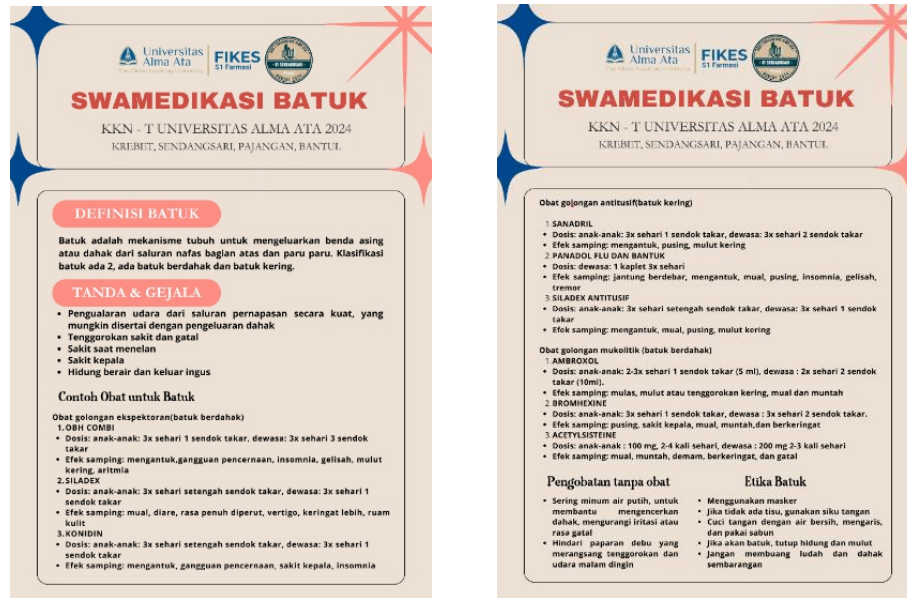 Universitas
Alma Ata
The Global Inspiring University
FIKES
S1 Farmasi
SWAMEDIKASI BATUK
KKN - T UNIVERSITAS ALMA ATA 2024
KREBET, SENDANGSARI, PAJANGAN, BANTUL
DEFINISI BATUK
Batuk adalah mekanisme tubuh untuk mengeluarkan benda asing
atau dahak dari saluran nafas bagian atas dan paru paru. Klasifikasi
batuk ada 2, ada batuk berdahak dan batuk kering.
TANDA & GEJALA
• Pengualaran udara dari saluran pernapasan secara kuat, yang
mungkin disertai dengan pengeluaran dahak
• Tenggorokan sakit dan gatal
• Sakit saat menelan
• Sakit kepala
• Hidung berair dan keluar ingus
Contoh Obat untuk Batuk
Obat golongan ekspektoran(batuk berdahak)
1.OBH COMBI
• Dosis: anak-anak: 3x sehari 1 sendok takar, dewasa: 3x sehari 3 sendok
takar
• Efek samping: mengantuk,gangguan pencernaan, insomnia, gelisah, mulut
kering, aritmia
2.SILADEX
• Dosis: anak-anak: 3x sehari setengah sendok takar, dewasa: 3x sehari 1
sendok takar
• Efek samping: mual, diare, rasa penuh diperut, vertigo, keringat lebih, ruam
kulit
3.KONIDIN
• Dosis: anak-anak: 3x sehari setengah sendok takar, dewasa: 3x sehari 1
sendok takar
• Efek samping: mengantuk, gangguan pencernaan, sakit kepala, insomnia
Universitas
Alma Ata
The Global Inspiring University
FIKES
S1 Farmasi
SWAMEDIKASI BATUK
KKN - T UNIVERSITAS ALMA ATA 2024
KREBET, SENDANGSARI, PAJANGAN, BANTUL
Obat golongan antitusif(batuk kering)
1.SANADRIL
• Dosis: anak-anak: 3x sehari 1 sendok takar, dewasa: 3x sehari 2 sendok takar
• Efek samping: mengantuk, pusing, mulut kering
2.PANADOL FLU DAN BANTUK
• Dosis: dewasa: 1 kaplet 3x sehari
• Efek samping: jantung berdebar, mengantuk, mual, pusing, insomnia, gelisah,
tremor
3.SILADEX ANTITUSIF
• Dosis: anak-anak: 3x sehari setengah sendok takar, dewasa: 3x sehari 1 sendok
takar
• Efek samping: mengantuk, mual, pusing, mulut kering
Obat golongan mukolitik (batuk berdahak)
1.AMBROXOL
• Dosis: anak-anak: 2-3x sehari 1 sendok takar (5 ml), dewasa : 2x sehari 2 sendok
takar (10ml).
• Efek samping: mulas, mulut atau tenggorokan kering, mual dan muntah
2.BROMHEXINE
• Dosis: anak-anak: 3x sehari 1 sendok takar, dewasa : 3x sehari 2 sendok takar.
• Efek samping: pusing, sakit kepala, mual, muntah,dan berkeringat
3.ACETYLSISTEINE
• Dosis: anak-anak : 100 mg, 2-4 kali sehari, dewasa : 200 mg 2-3 kali sehari
• Efek samping: mual, muntah, demam, berkeringat, dan gatal
Pengobatan tanpa obat
• Sering minum air putih, untuk
membantu mengencerkan
dahak, mengurangi iritasi atau
rasa gatal
• Hindari paparan debu yang
merangsang tenggorokan dan
udara malam dingin
Etika Batuk
• Menggunakan masker
• Jika tidak ada tisu, gunakan siku tangan
• Cuci tangan dengan air bersih, mengaris,
dan pakai sabun
• Jika akan batuk, tutup hidung dan mulut
• Jangan membuang ludah dan dahak
sembarangan